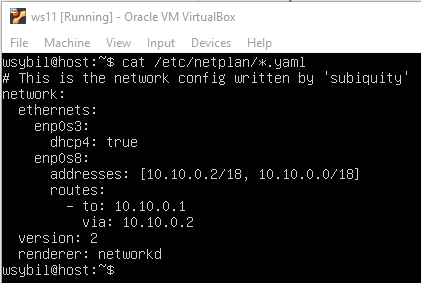 ws11 [Running] - Oracle VM VirtualBox
File Machine View Input Devices Help
wsybil@host:~$ cat /etc/netplan/*.yaml
# This is the network config written by 'subiquity'
network:
  ethernets:
    enp0s3:
      dhcp4: true
    enp0s8:
      addresses: [10.10.0.2/18, 10.10.0.0/18]
      routes:
        - to: 10.10.0.1
          via: 10.10.0.2
  version: 2
  renderer: networkd
wsybil@host:~$